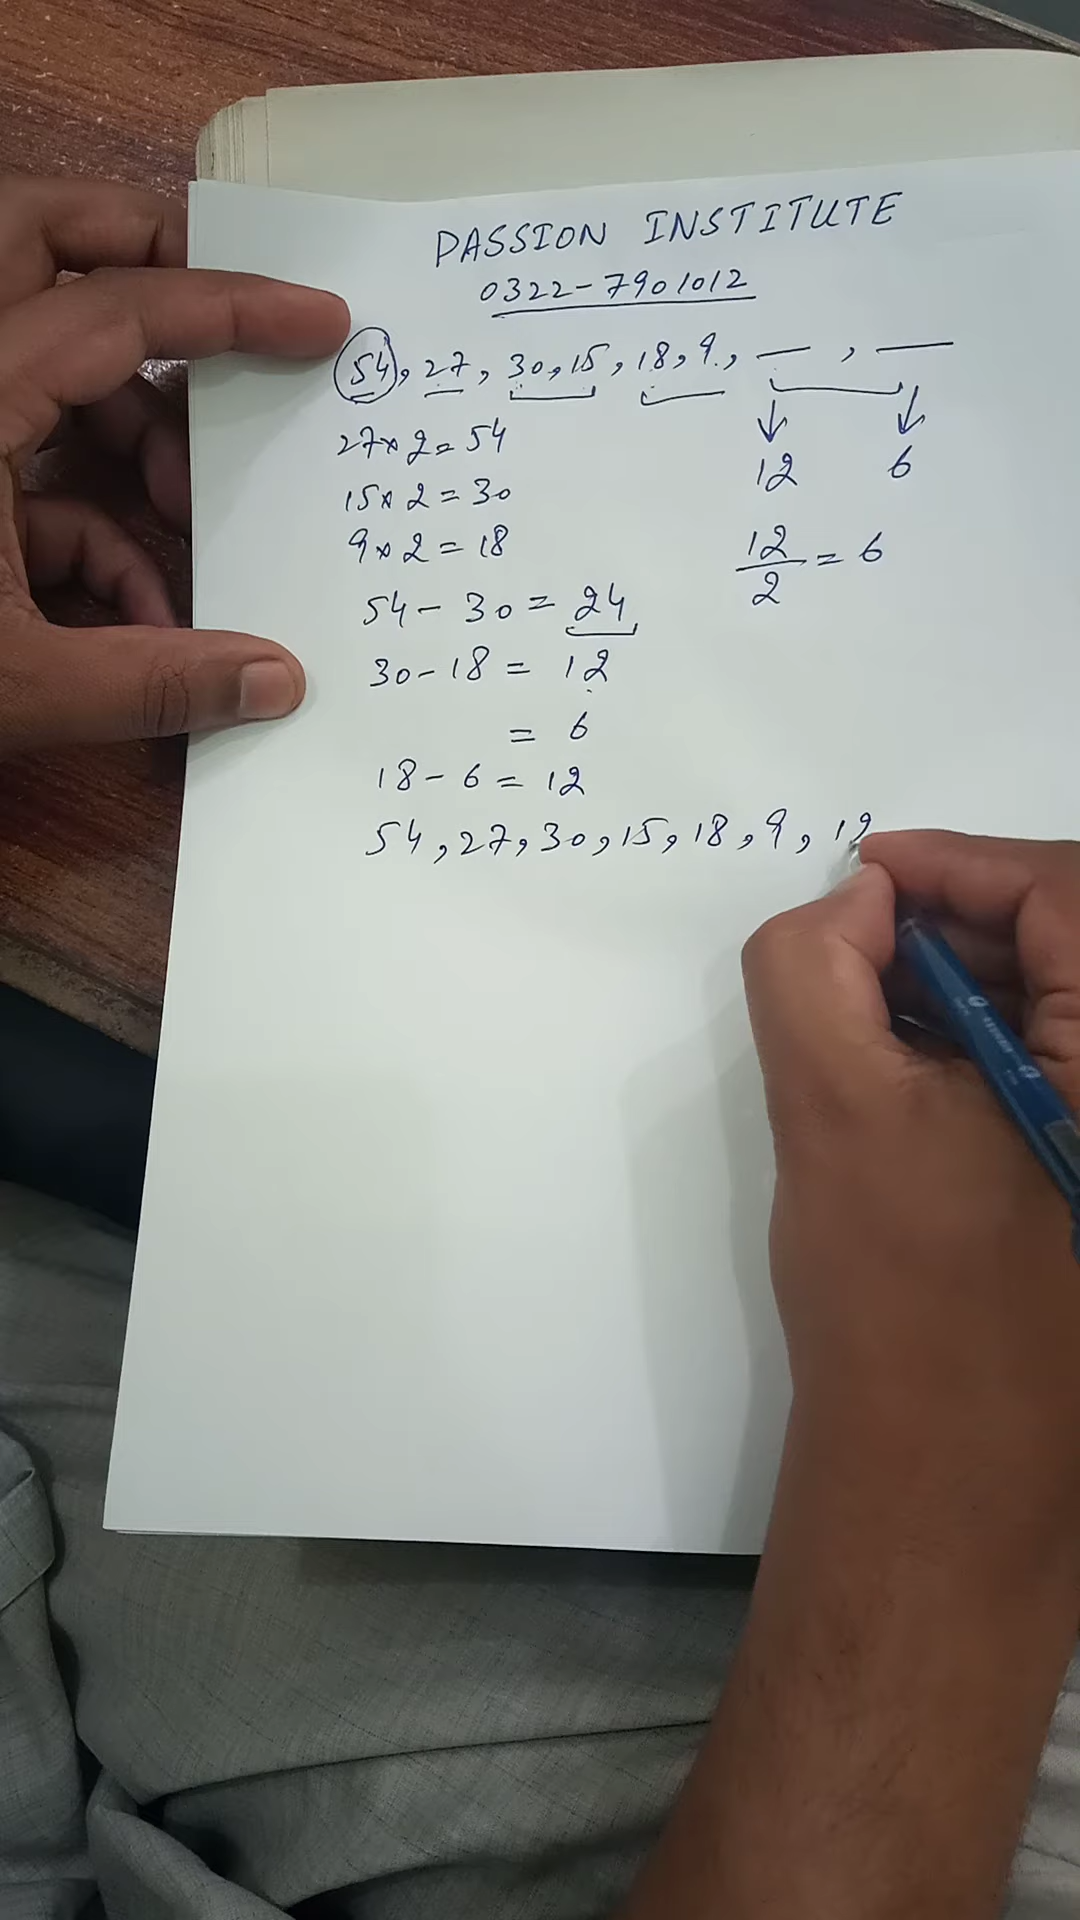 PASSION INSTITUTE
0322-7901012
54, 27, 30, 15, 18, 9, __ , __
27 × 2 = 54
15 × 2 = 30
9 × 2 = 18
54 - 30 = 24
30 - 18 = 12
= 6
18 - 6 = 12
↓ ↓
12 6
12/2 = 6
54, 27, 30, 15, 18, 9, 12